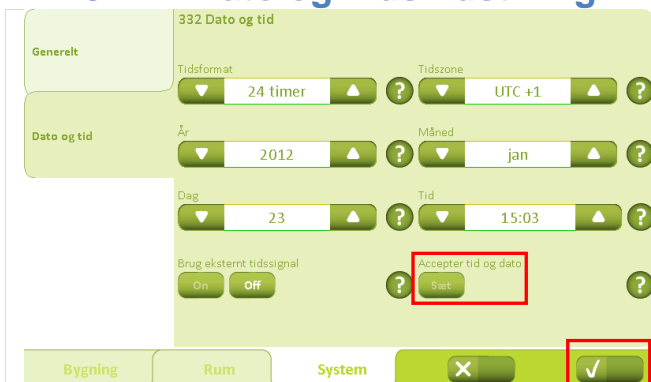 332 Dato og tid
Generelt
Tidsformat Tidszone
24 timer ? UTC +1 ?
Dato og tid
År Måned
2012 ? jan ?
Dag Tid
23 ? 15:03 ?
Brug eksternt tidssignal Accepter tid og dato
On Off ? Sæt ?
Bygning Rum System